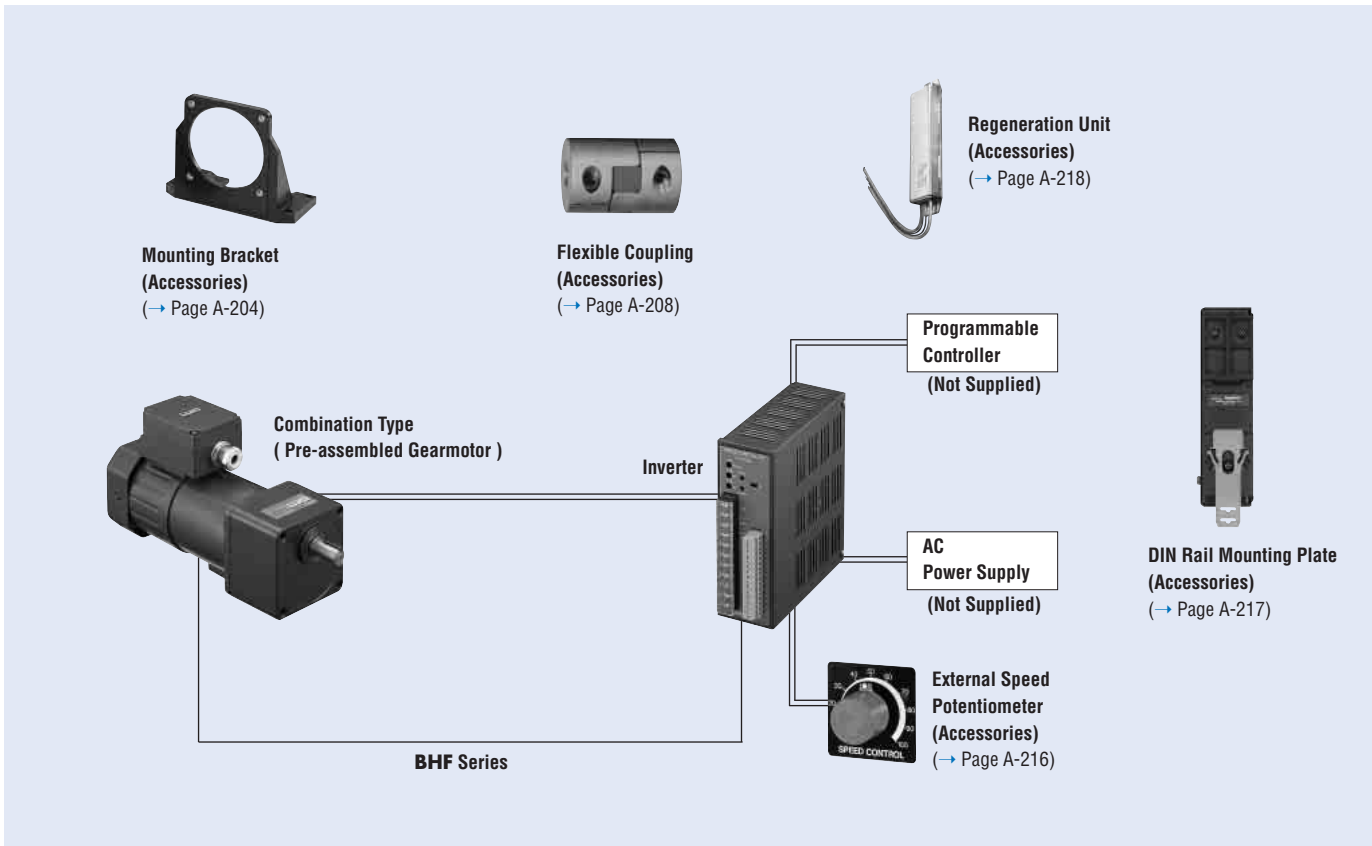 Mounting Bracket
(Accessories)
(→ Page A-204)
Flexible Coupling
(Accessories)
(→ Page A-208)
Regeneration Unit
(Accessories)
(→ Page A-218)
Programmable
Controller
(Not Supplied)
Combination Type
( Pre-assembled Gearmotor )
Inverter
AC
Power Supply
(Not Supplied)
DIN Rail Mounting Plate
(Accessories)
(→ Page A-217)
External Speed
Potentiometer
(Accessories)
(→ Page A-216)
SPEED CONTROL
100
BHF Series